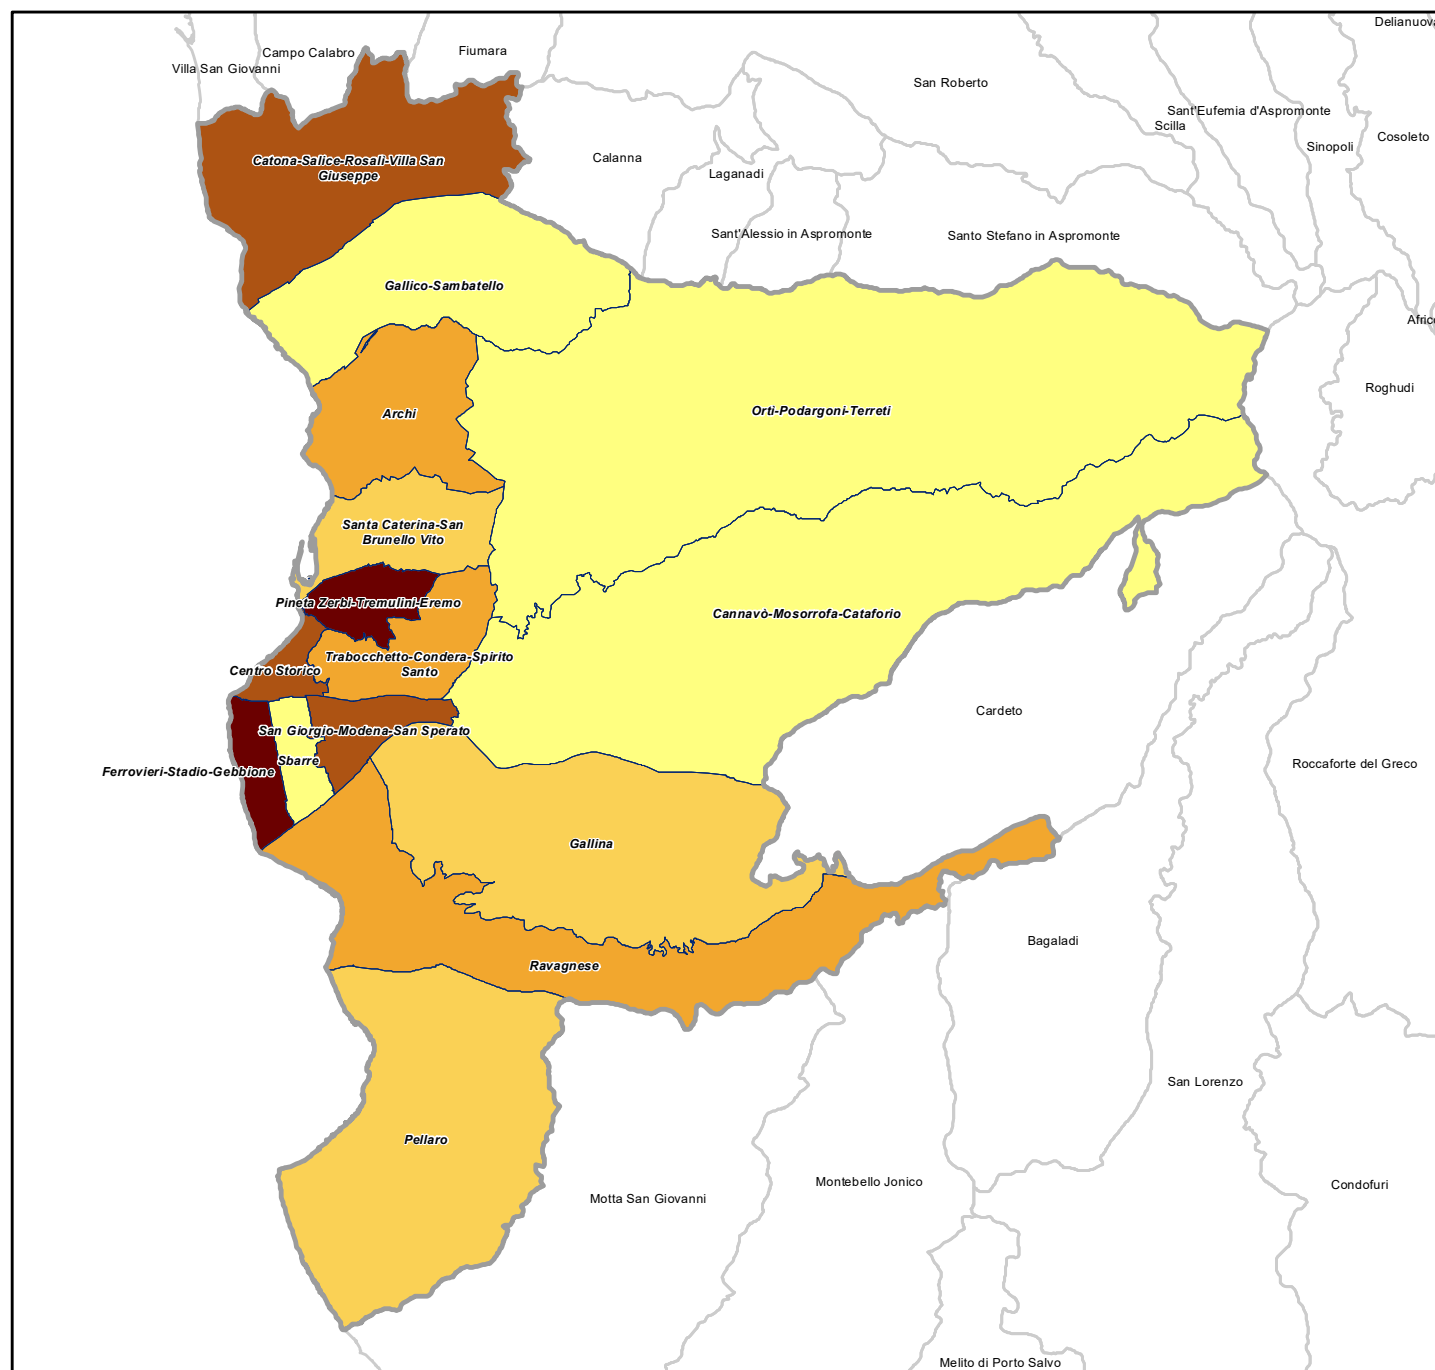 Delianuova
Fiumara
Campo Calabro
Villa San Giovanni
San Roberto
Sant'Eufemia d'Aspromonte
Scilla
Cosoleto
Sinopoli
Catona-Salice-Rosali-Villa San
Giuseppe
Calanna
Laganadi
Sant'Alessio in Aspromonte
Santo Stefano in Aspromonte
Gallico-Sambatello
Africo
Roghudi
Archi
Orti-Podargoni-Terreti
Santa Caterina-San
Brunello Vito
Pineta Zerbi-Tremulini-Eremo
Cannavò-Mosorrofa-Cataforio
Trabocchetto-Condera-Spirito
Santo
Centro Storico
Cardeto
San Giorgio-Modena-San Sperato
Sbarre
Ferrovieri-Stadio-Gebbione
Roccaforte del Greco
Gallina
Bagaladi
Ravagnese
San Lorenzo
Pellaro
Montebello Jonico
Condofuri
Motta San Giovanni
Melito di Porto Salvo